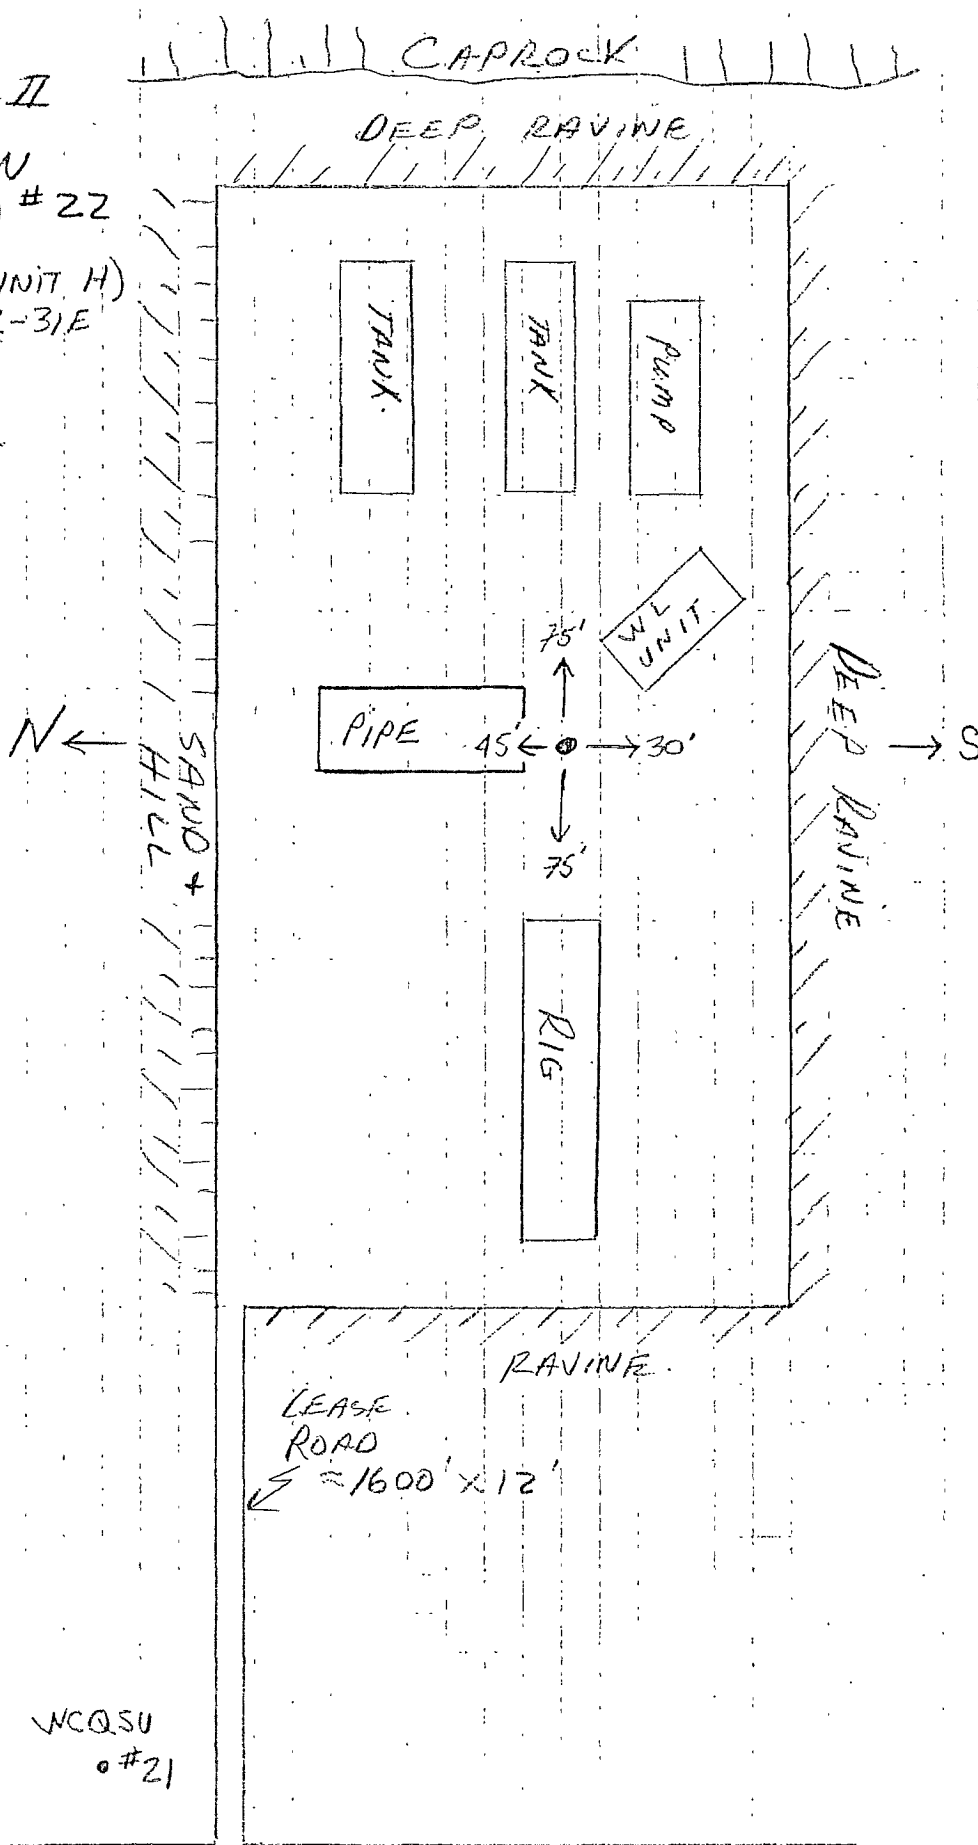 CAPROCK
II
DEEP RAVINE
N
#22
UNIT H)
-31E
TANK
TANK
PUMP
WL
UNIT
75'
N
SAND +
HILL
PIPE
45'
30'
75'
DEEP RAVINE
S
RIG
RAVINE.
LEASE
ROAD
≈1600' x 12'
WCQSU
#21